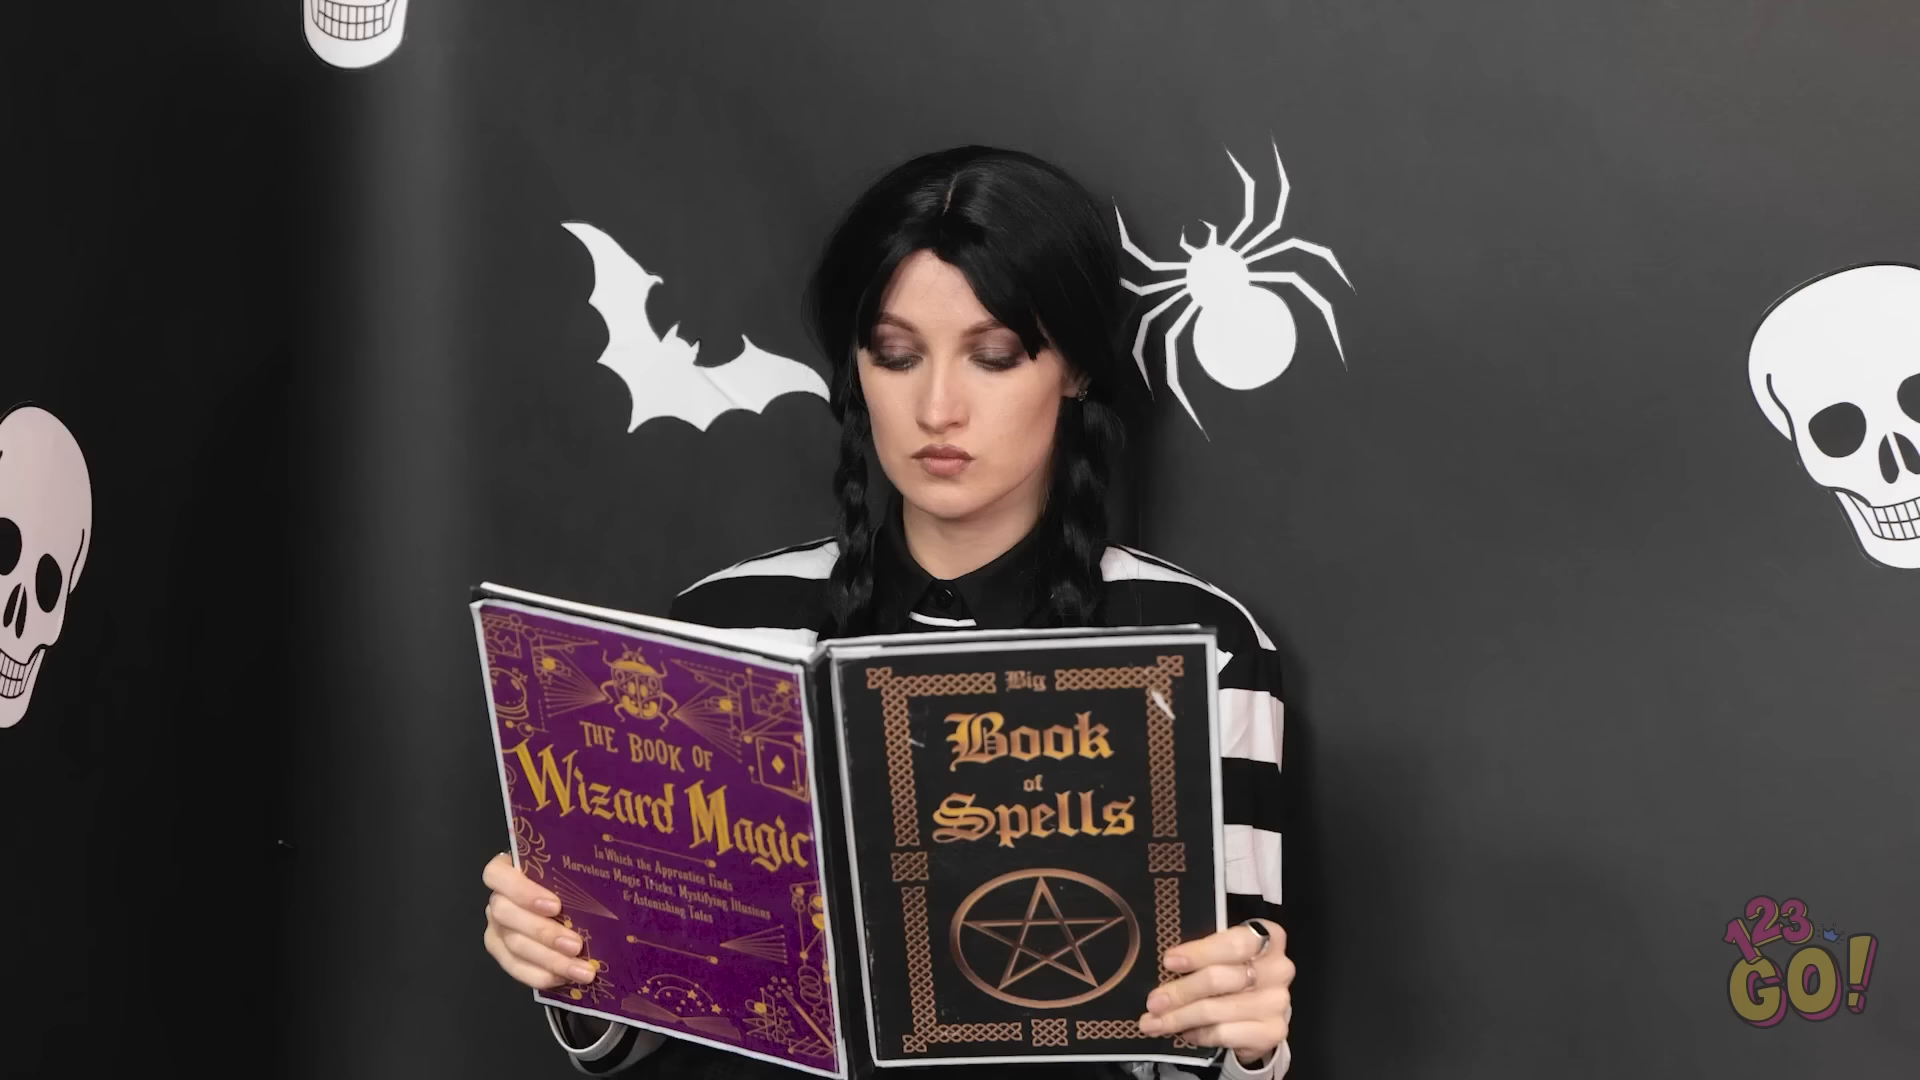 THE BOOK OF
Wizard Magic
In Which the Apprentice Finds
Marvelous Magic Tricks, Mystifying Illusions
& Astonishing Tales
Big
Book
of
Spells
123
GO!